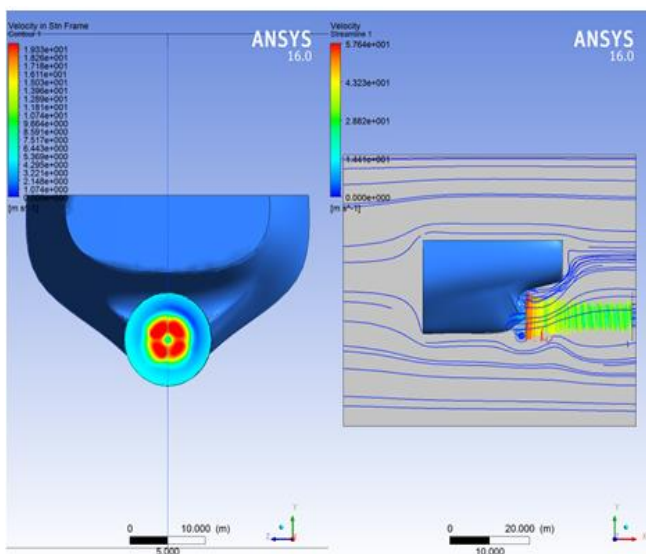 Velocity in Stn Frame
Contour 1
1.933e+001
1.826e+001
1.718e+001
1.611e+001
1.503e+001
1.396e+001
1.289e+001
1.181e+001
1.074e+001
9.664e+000
8.591e+000
7.517e+000
6.443e+000
5.369e+000
4.295e+000
3.221e+000
2.148e+000
1.074e+000
ANSYS
16.0
0 10.000 (m)
5.000
Y
Z
Velocity
Streamline 1
5.764e+001
4.323e+001
2.882e+001
1.441e+001
0.000e+000
[m s^-1]
ANSYS
16.0
0 20.000 (m)
10.000
Y